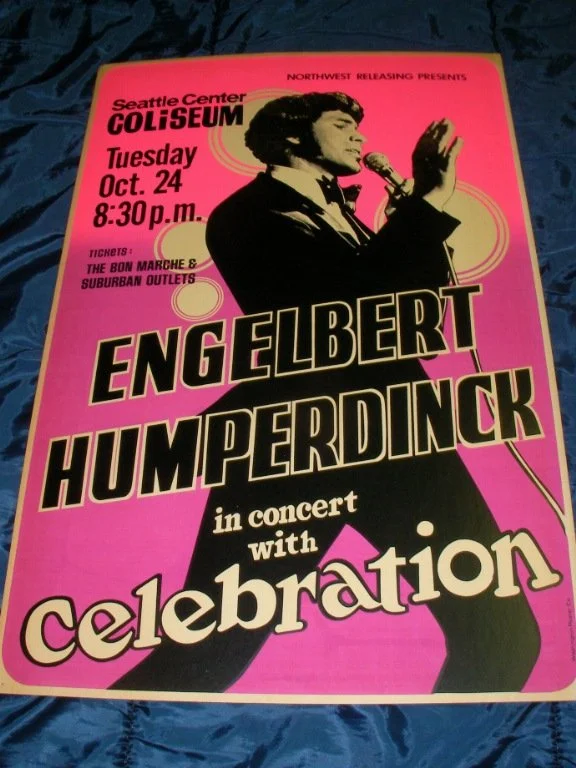 NORTHWEST RELEASING PRESENTS
Seattle Center
COLISEUM
Tuesday
Oct. 24
8:30 p.m.
TICKETS:
THE BON MARCHE &
SUBURBAN OUTLETS
ENGELBERT
HUMPERDINCK
in concert
with
Celebration